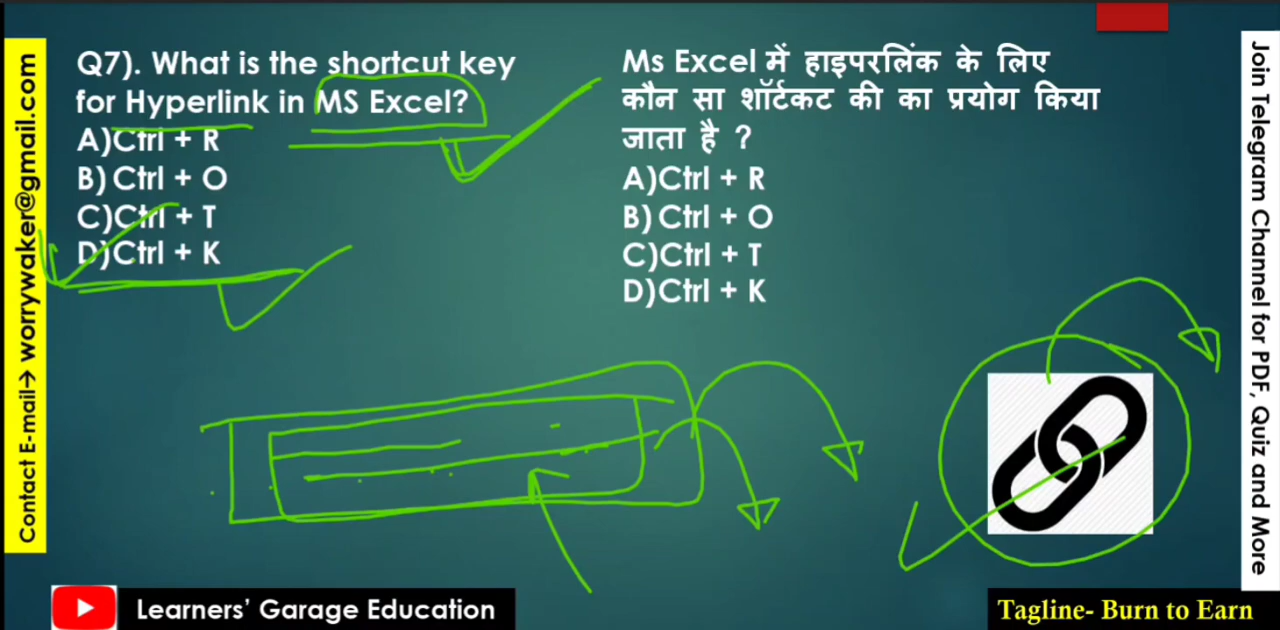 Contact E-mail→ worrywaker@gmail.com
Q7). What is the shortcut key
for Hyperlink in MS Excel?
A)Ctrl + R
B) Ctrl + O
C)Ctrl + T
D)Ctrl + K
Ms Excel में हाइपरलिंक के लिए
कौन सा शॉर्टकट की का प्रयोग किया
जाता है ?
A)Ctrl + R
B) Ctrl + O
C)Ctrl + T
D)Ctrl + K
Join Telegram Channel for PDF, Quiz and More
Learners’ Garage Education
Tagline- Burn to Earn